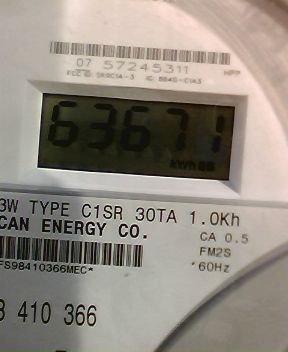 07 57245311
63671
kWh
3W TYPE C1SR 30TA 1.0Kh
CAN ENERGY CO.
CA 0.5
FM2S
FS98410366MEC*
*60Hz
8 410 366